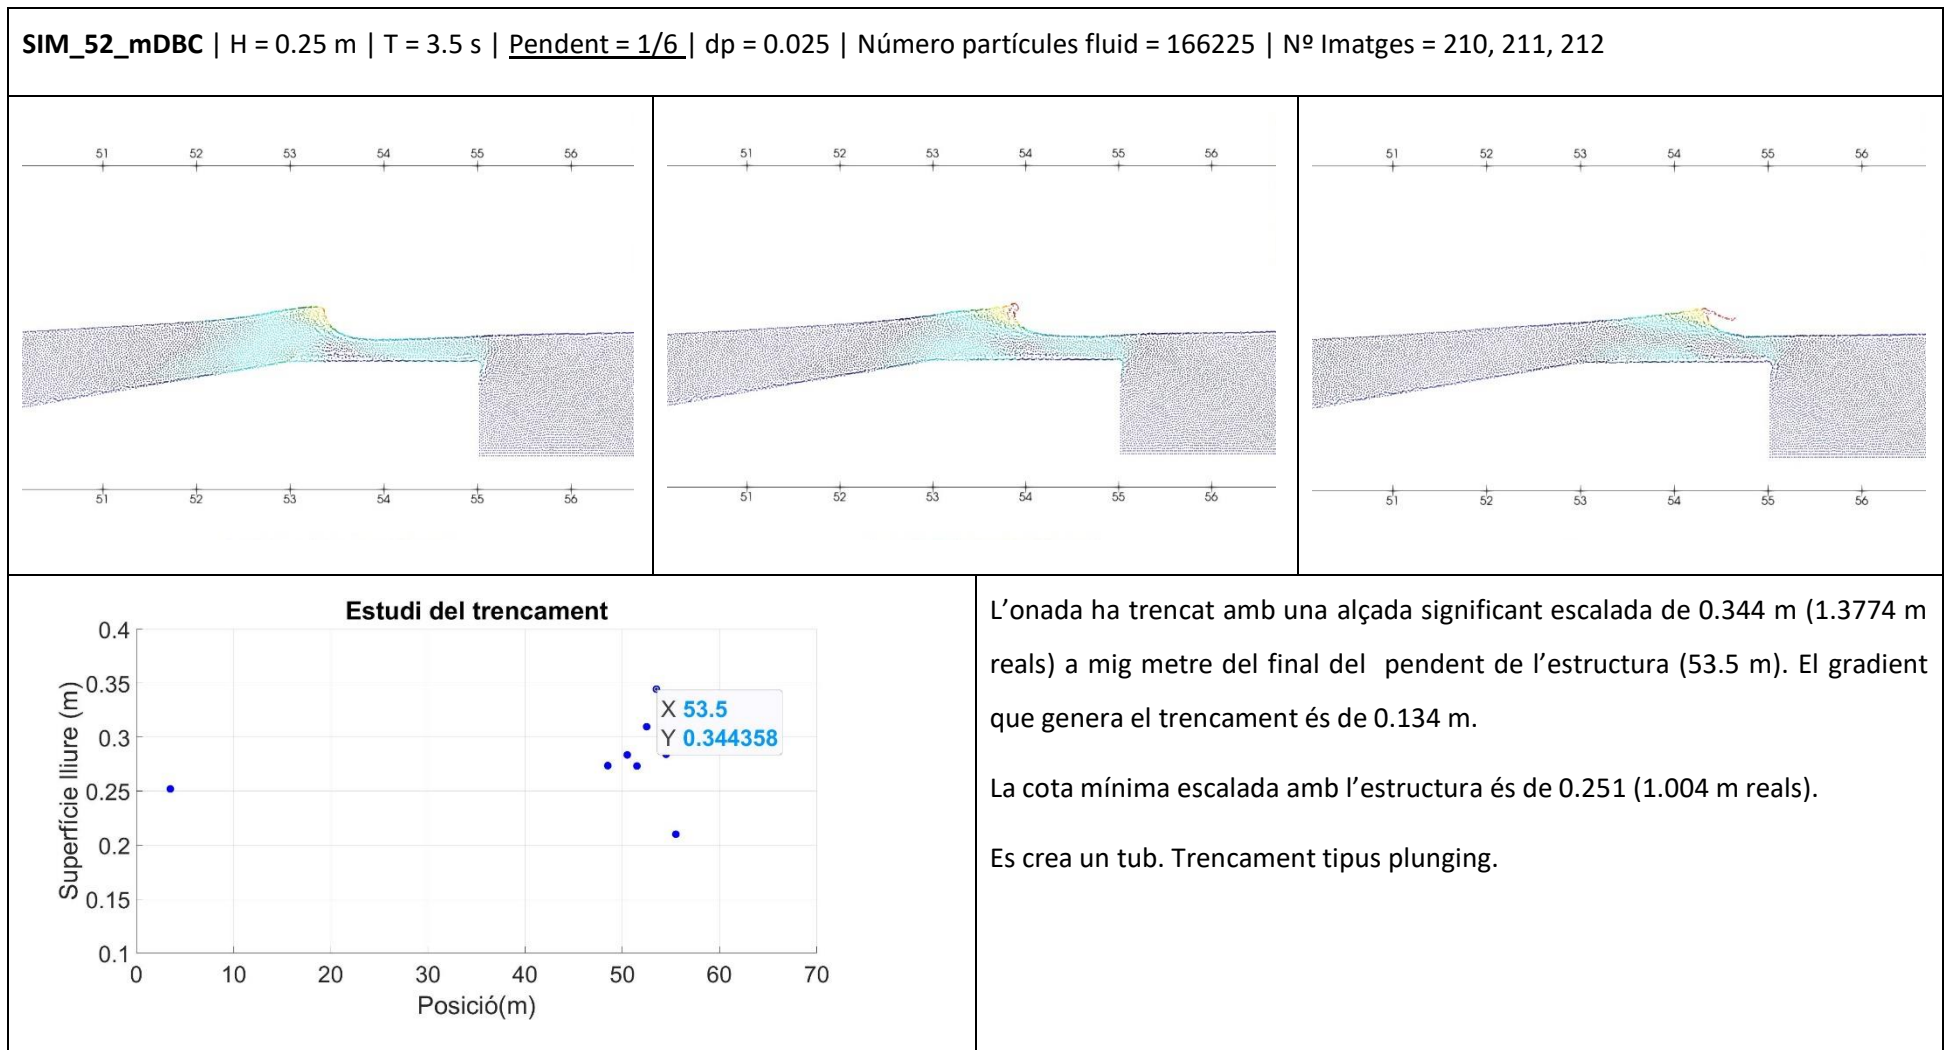 SIM_52_mDBC | H = 0.25 m | T = 3.5 s | Pendent = 1/6 | dp = 0.025 | Número partícules fluid = 166225 | Nº Imatges = 210, 211, 212
51 52 53 54 55 56
51 52 53 54 55 56
51 52 53 54 55 56
51 52 53 54 55 56
51 52 53 54 55 56
51 52 53 54 55 56
Estudi del trencament
0.4
0.35
0.3
0.25
0.2
0.15
0.1
Superfície lliure (m)
X 53.5
Y 0.344358
0 10 20 30 40 50 60 70
Posició(m)
L’onada ha trencat amb una alçada significant escalada de 0.344 m (1.3774 m
reals) a mig metre del final del pendent de l’estructura (53.5 m). El gradient
que genera el trencament és de 0.134 m.
La cota mínima escalada amb l’estructura és de 0.251 (1.004 m reals).
Es crea un tub. Trencament tipus plunging.